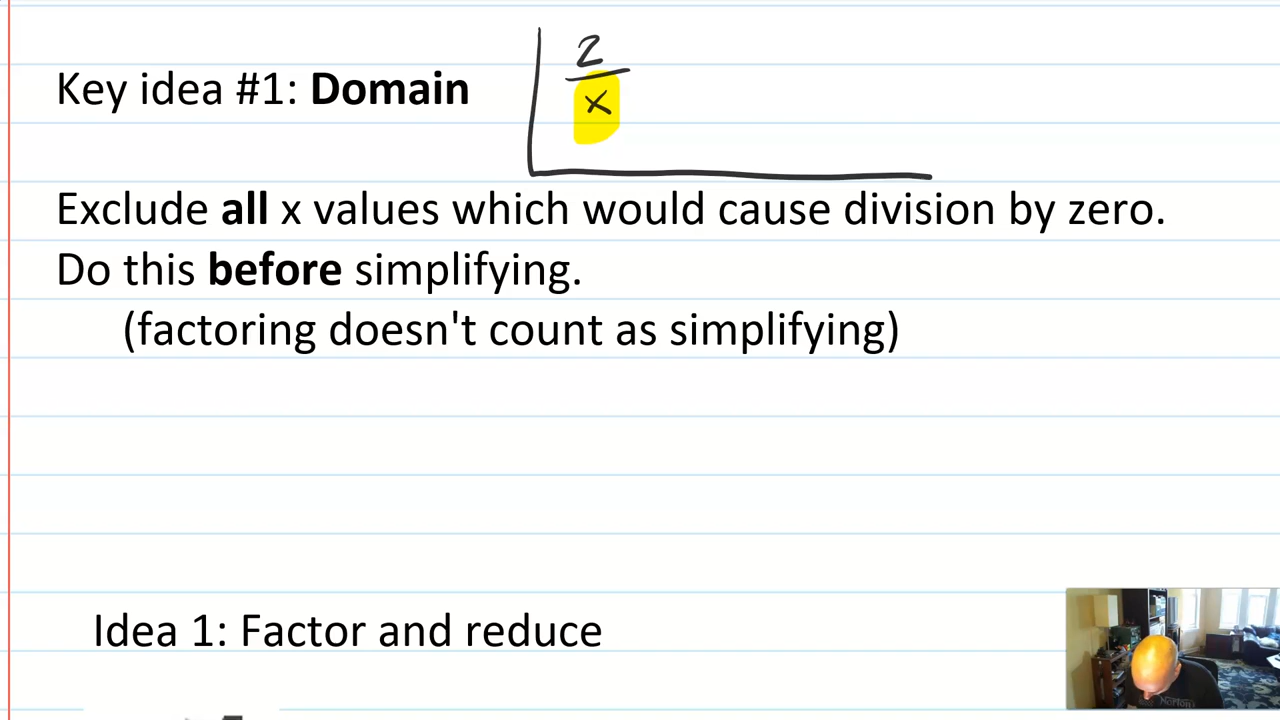 2
Key idea #1: Domain
x
Exclude all x values which would cause division by zero.
Do this before simplifying.
(factoring doesn't count as simplifying)
Idea 1: Factor and reduce
Norton